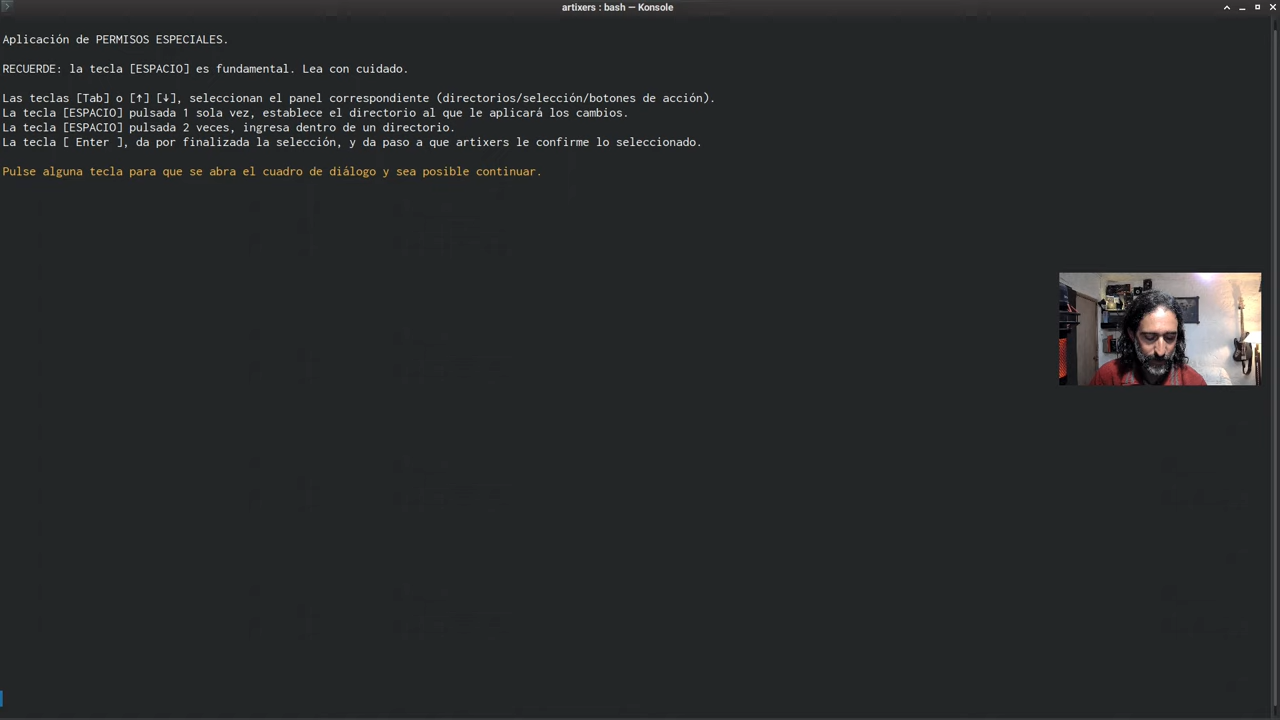 artixers : bash — Konsole
Aplicación de PERMISOS ESPECIALES.
RECUERDE: la tecla [ESPACIO] es fundamental. Lea con cuidado.
Las teclas [Tab] o [↑] [↓], seleccionan el panel correspondiente (directorios/selección/botones de acción).
La tecla [ESPACIO] pulsada 1 sola vez, establece el directorio al que le aplicará los cambios.
La tecla [ESPACIO] pulsada 2 veces, ingresa dentro de un directorio.
La tecla [ Enter ], da por finalizada la selección, y da paso a que artixers le confirme lo seleccionado.
Pulse alguna tecla para que se abra el cuadro de diálogo y sea posible continuar.